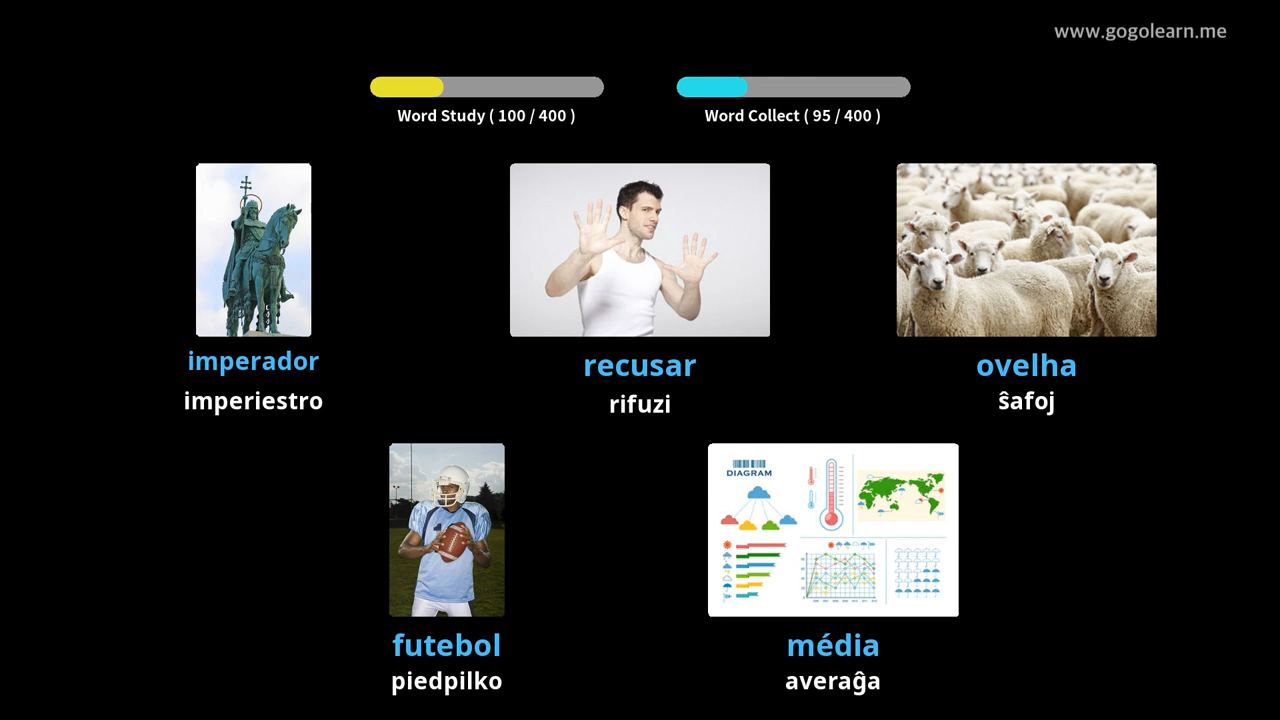 www.gogolearn.me
Word Study ( 100 / 400 )
Word Collect ( 95 / 400 )
imperador
imperiestro
recusar
rifuzi
ovelha
ŝafoj
DIAGRAM
futebol
piedpilko
média
averaĝa